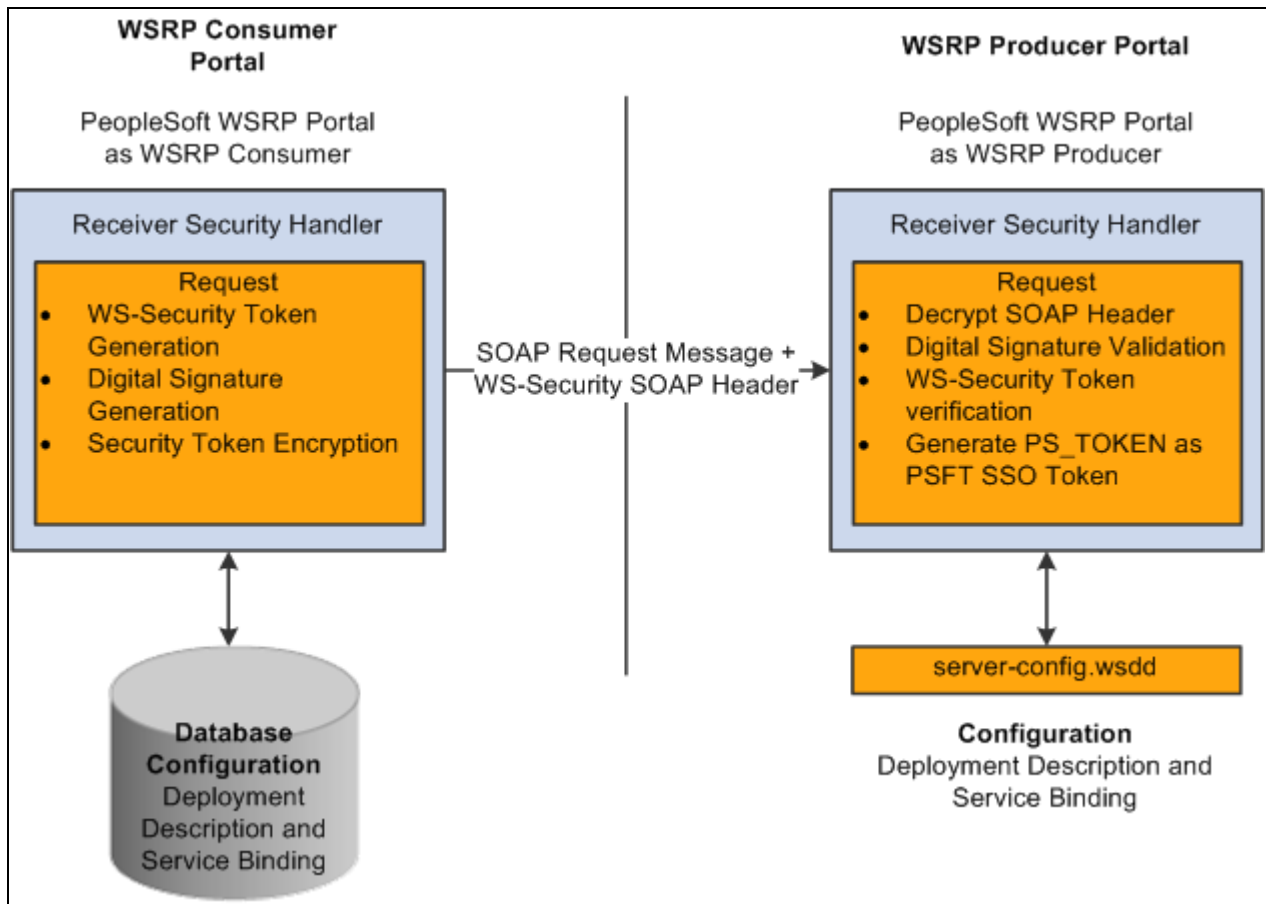 WSRP Consumer
Portal
PeopleSoft WSRP Portal
as WSRP Consumer
Receiver Security Handler
Request
• WS-Security Token
Generation
• Digital Signature
Generation
• Security Token Encryption
SOAP Request Message +
WS-Security SOAP Header
WSRP Producer Portal
PeopleSoft WSRP Portal
as WSRP Producer
Receiver Security Handler
Request
• Decrypt SOAP Header
• Digital Signature Validation
• WS-Security Token
verification
• Generate PS_TOKEN as
PSFT SSO Token
Database
Configuration
Deployment
Description and
Service Binding
server-config.wsdd
Configuration
Deployment Description and
Service Binding